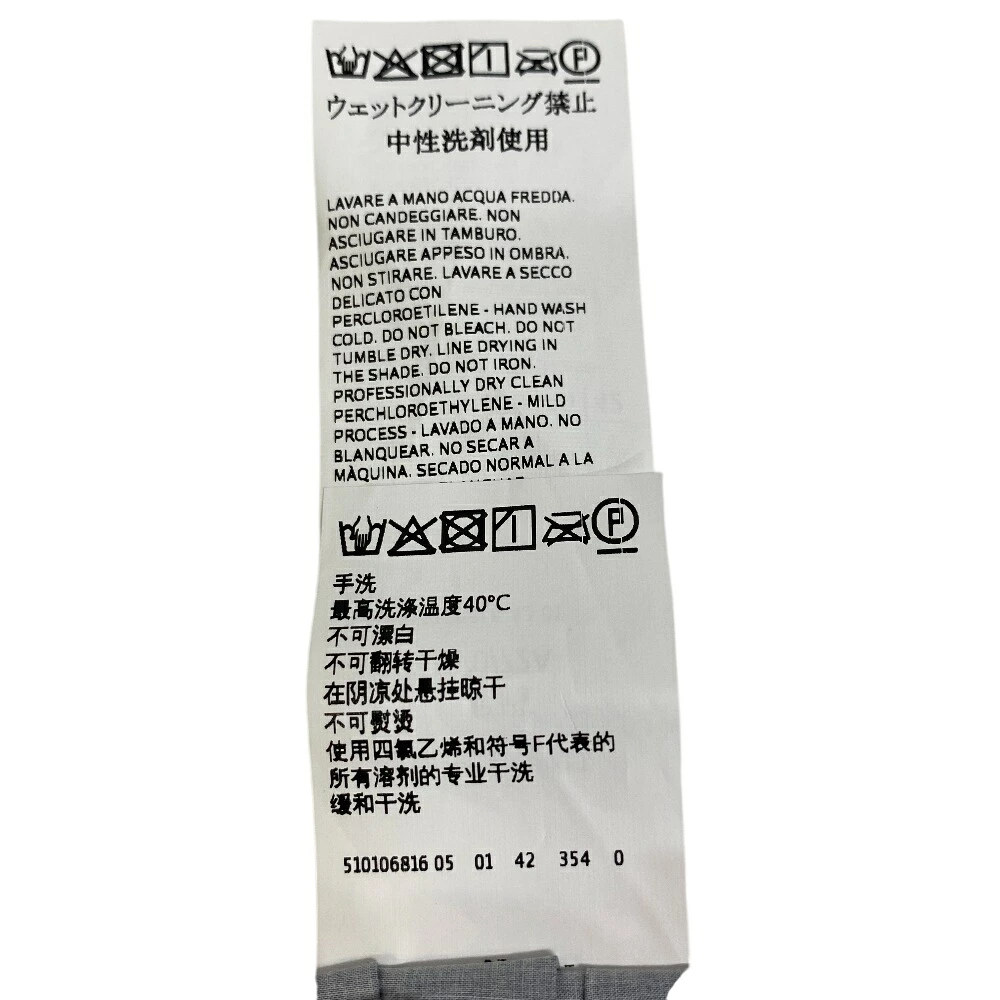 ウェットクリーニング禁止
中性洗剤使用
LAVARE A MANO ACQUA FREDDA.
NON CANDEGGIARE. NON
ASCIUGARE IN TAMBURO.
ASCIUGARE APPESO IN OMBRA.
NON STIRARE. LAVARE A SECCO
DELICATO CON
PERCLOROETILENE - HAND WASH
COLD. DO NOT BLEACH. DO NOT
TUMBLE DRY. LINE DRYING IN
THE SHADE. DO NOT IRON.
PROFESSIONALLY DRY CLEAN
PERCHLOROETHYLENE - MILD
PROCESS - LAVADO A MANO. NO
BLANQUEAR. NO SECAR A
MÀQUINA. SECADO NORMAL A LA
手洗
最高洗涤温度40°C
不可漂白
不可翻转干燥
在阴凉处悬挂晾干
不可熨烫
使用四氯乙烯和符号F代表的
所有溶剂的专业干洗
缓和干洗
510106816 05 01 42 354 0